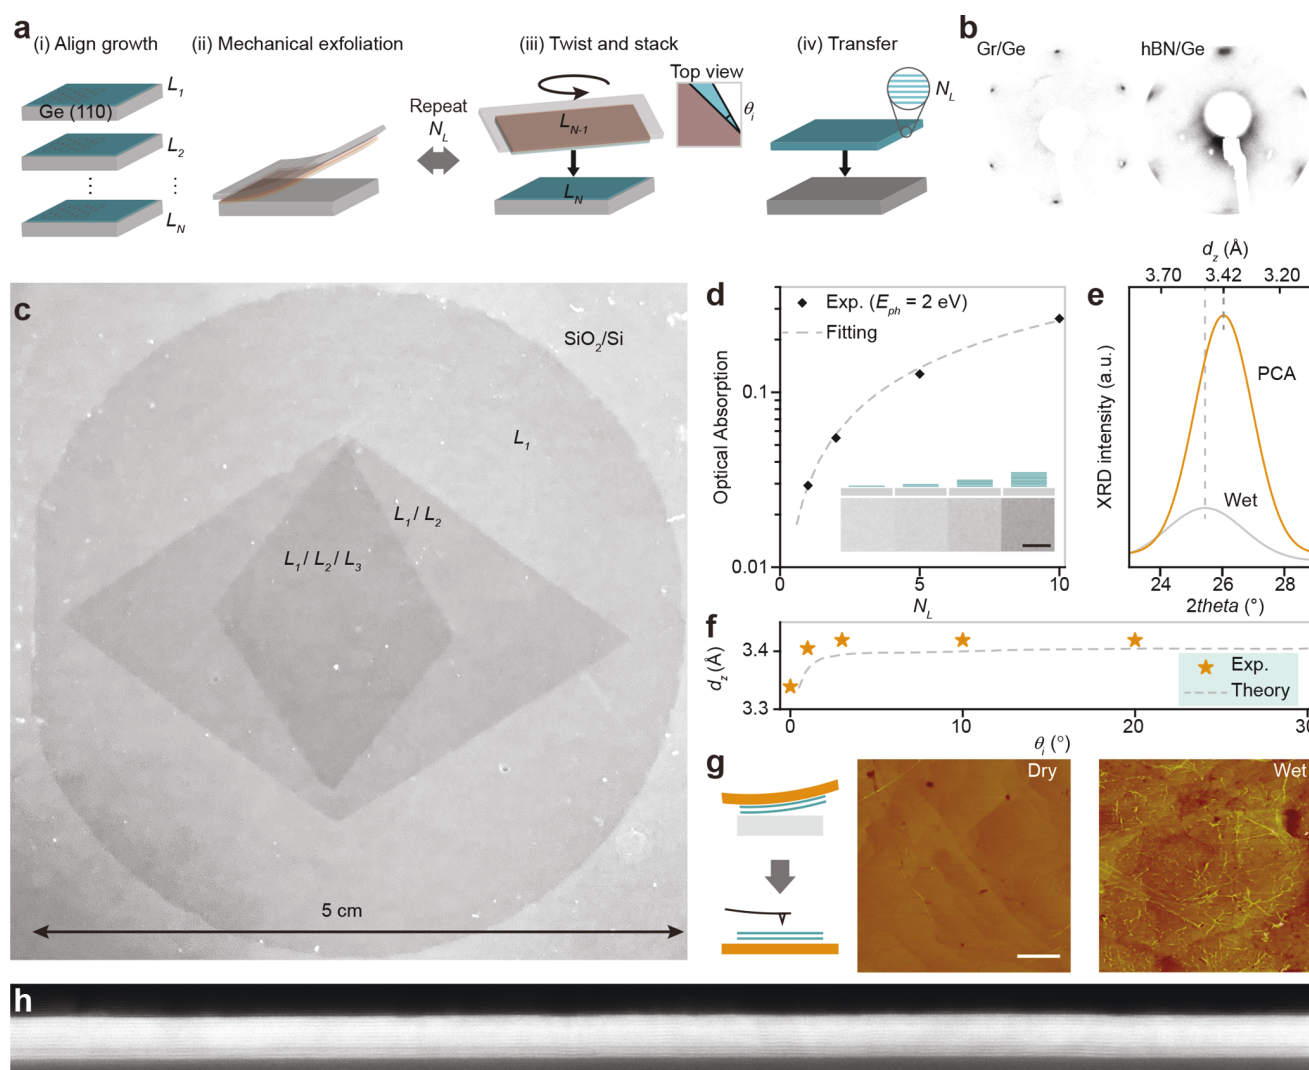 a
(i) Align growth
(ii) Mechanical exfoliation
(iii) Twist and stack
(iv) Transfer
L1
Ge (110)
L2
⋮ ⋮
LN
Repeat
NL
LN-1
LN
Top view
θi
NL
b
Gr/Ge
hBN/Ge
c
SiO2/Si
L1
L1 / L2
L1 / L2 / L3
5 cm
d
Exp. (Eph = 2 eV)
Fitting
Optical Absorption
0.1
0.01
0 5 10
NL
e
dz (Å)
3.70 3.42 3.20
XRD intensity (a.u.)
PCA
Wet
24 26 28
2theta (°)
f
dz (Å)
3.4
3.3
Exp.
Theory
0 10 20 30
θi (°)
g
Dry
Wet
h